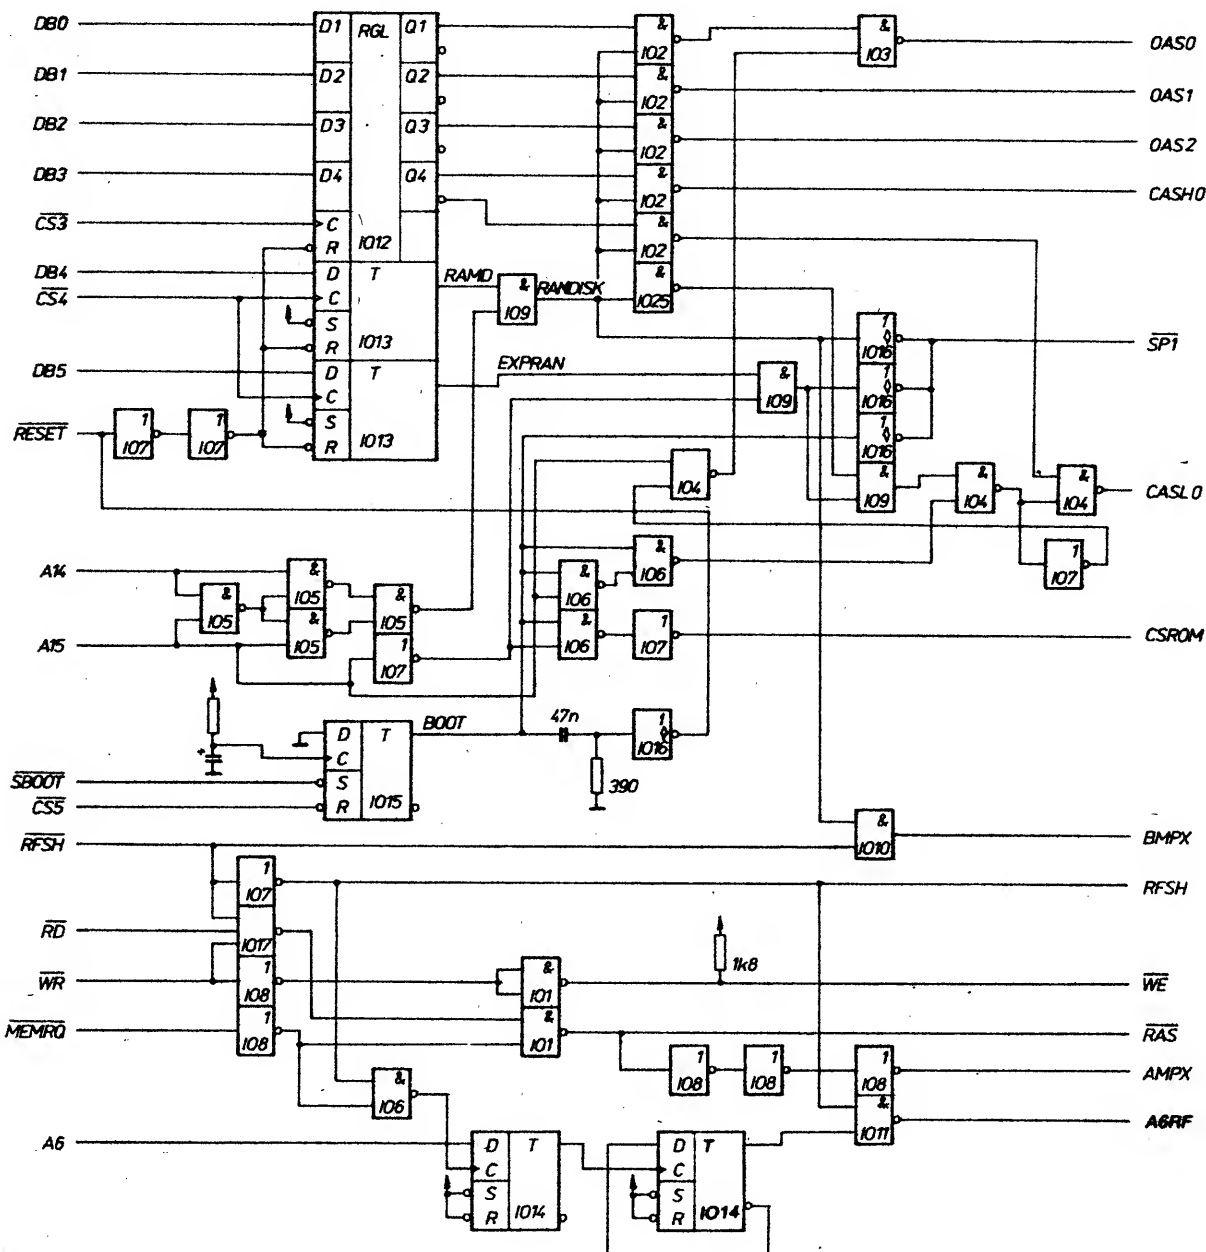 DB0 D1 RGL Q1 & IO2 & IO3 OAS0
DB1 D2 Q2 & IO2 OAS1
DB2 D3 Q3 & IO2 OAS2
DB3 D4 Q4 & IO2 CASH0
CS3 C R IO12 & IO2
DB4 D T RAMD & IO9 RANDISK & IO25
CS4 C S R IO13 1 IO16 SP1
DB5 D T EXPRAN & IO9 1 IO16
C S R IO13 1 IO16
RESET 1 IO7 1 IO7
IO4 & IO9 & IO4 & IO4 CASL0
1 IO7
A14 & IO5 & IO5 & IO5 & IO6 & IO6
A15 & IO5 1 IO7 & IO6 1 IO7 CSROM
D T BOOT 47n 1 IO16
C
SBOOT S 390
CS5 R IO15
RFSH & IO10 BMPX
1 IO7 RFSH
RD IO17 1k8
WR 1 IO8 & IO1 WE
MEMRQ 1 IO8 & IO1 RAS
1 IO8 1 IO8 1 IO8 AMPX
& IO6 & IO11 A6RF
A6 D T D T
C C
S S
R IO14 R IO14